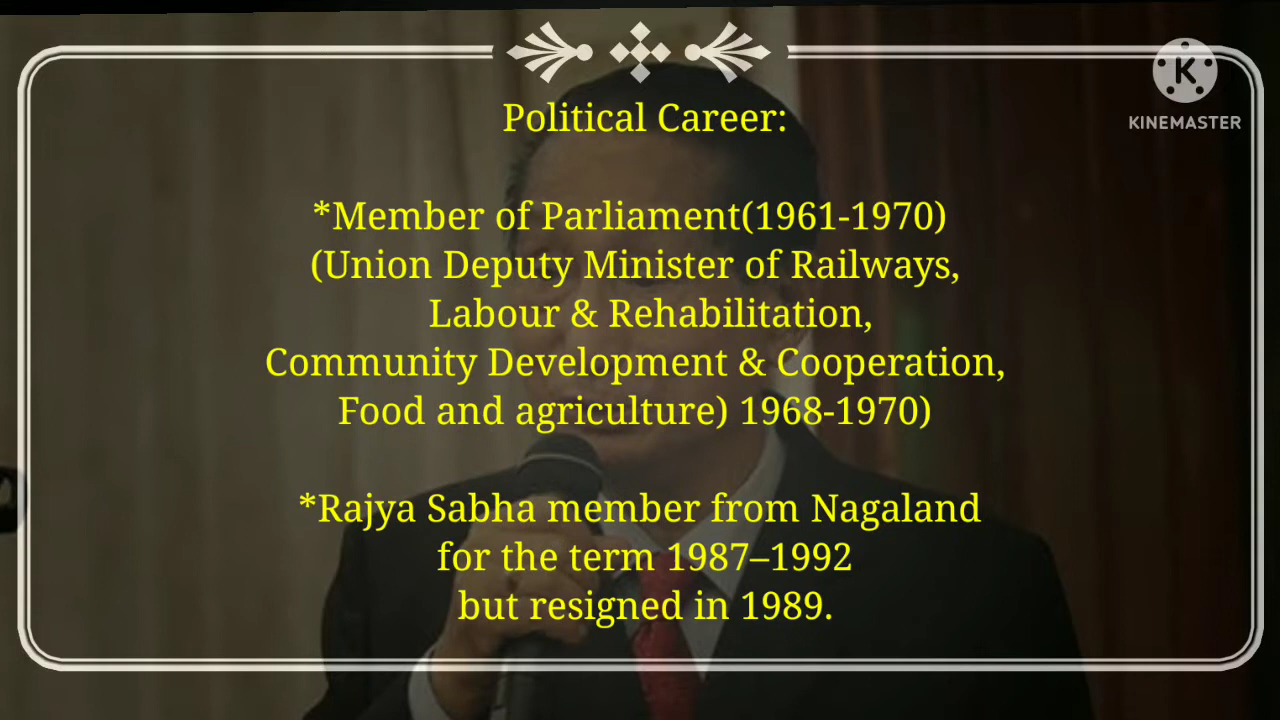 Political Career:
KINEMASTER
*Member of Parliament(1961-1970)
(Union Deputy Minister of Railways,
Labour & Rehabilitation,
Community Development & Cooperation,
Food and agriculture) 1968-1970)
*Rajya Sabha member from Nagaland
for the term 1987–1992
but resigned in 1989.